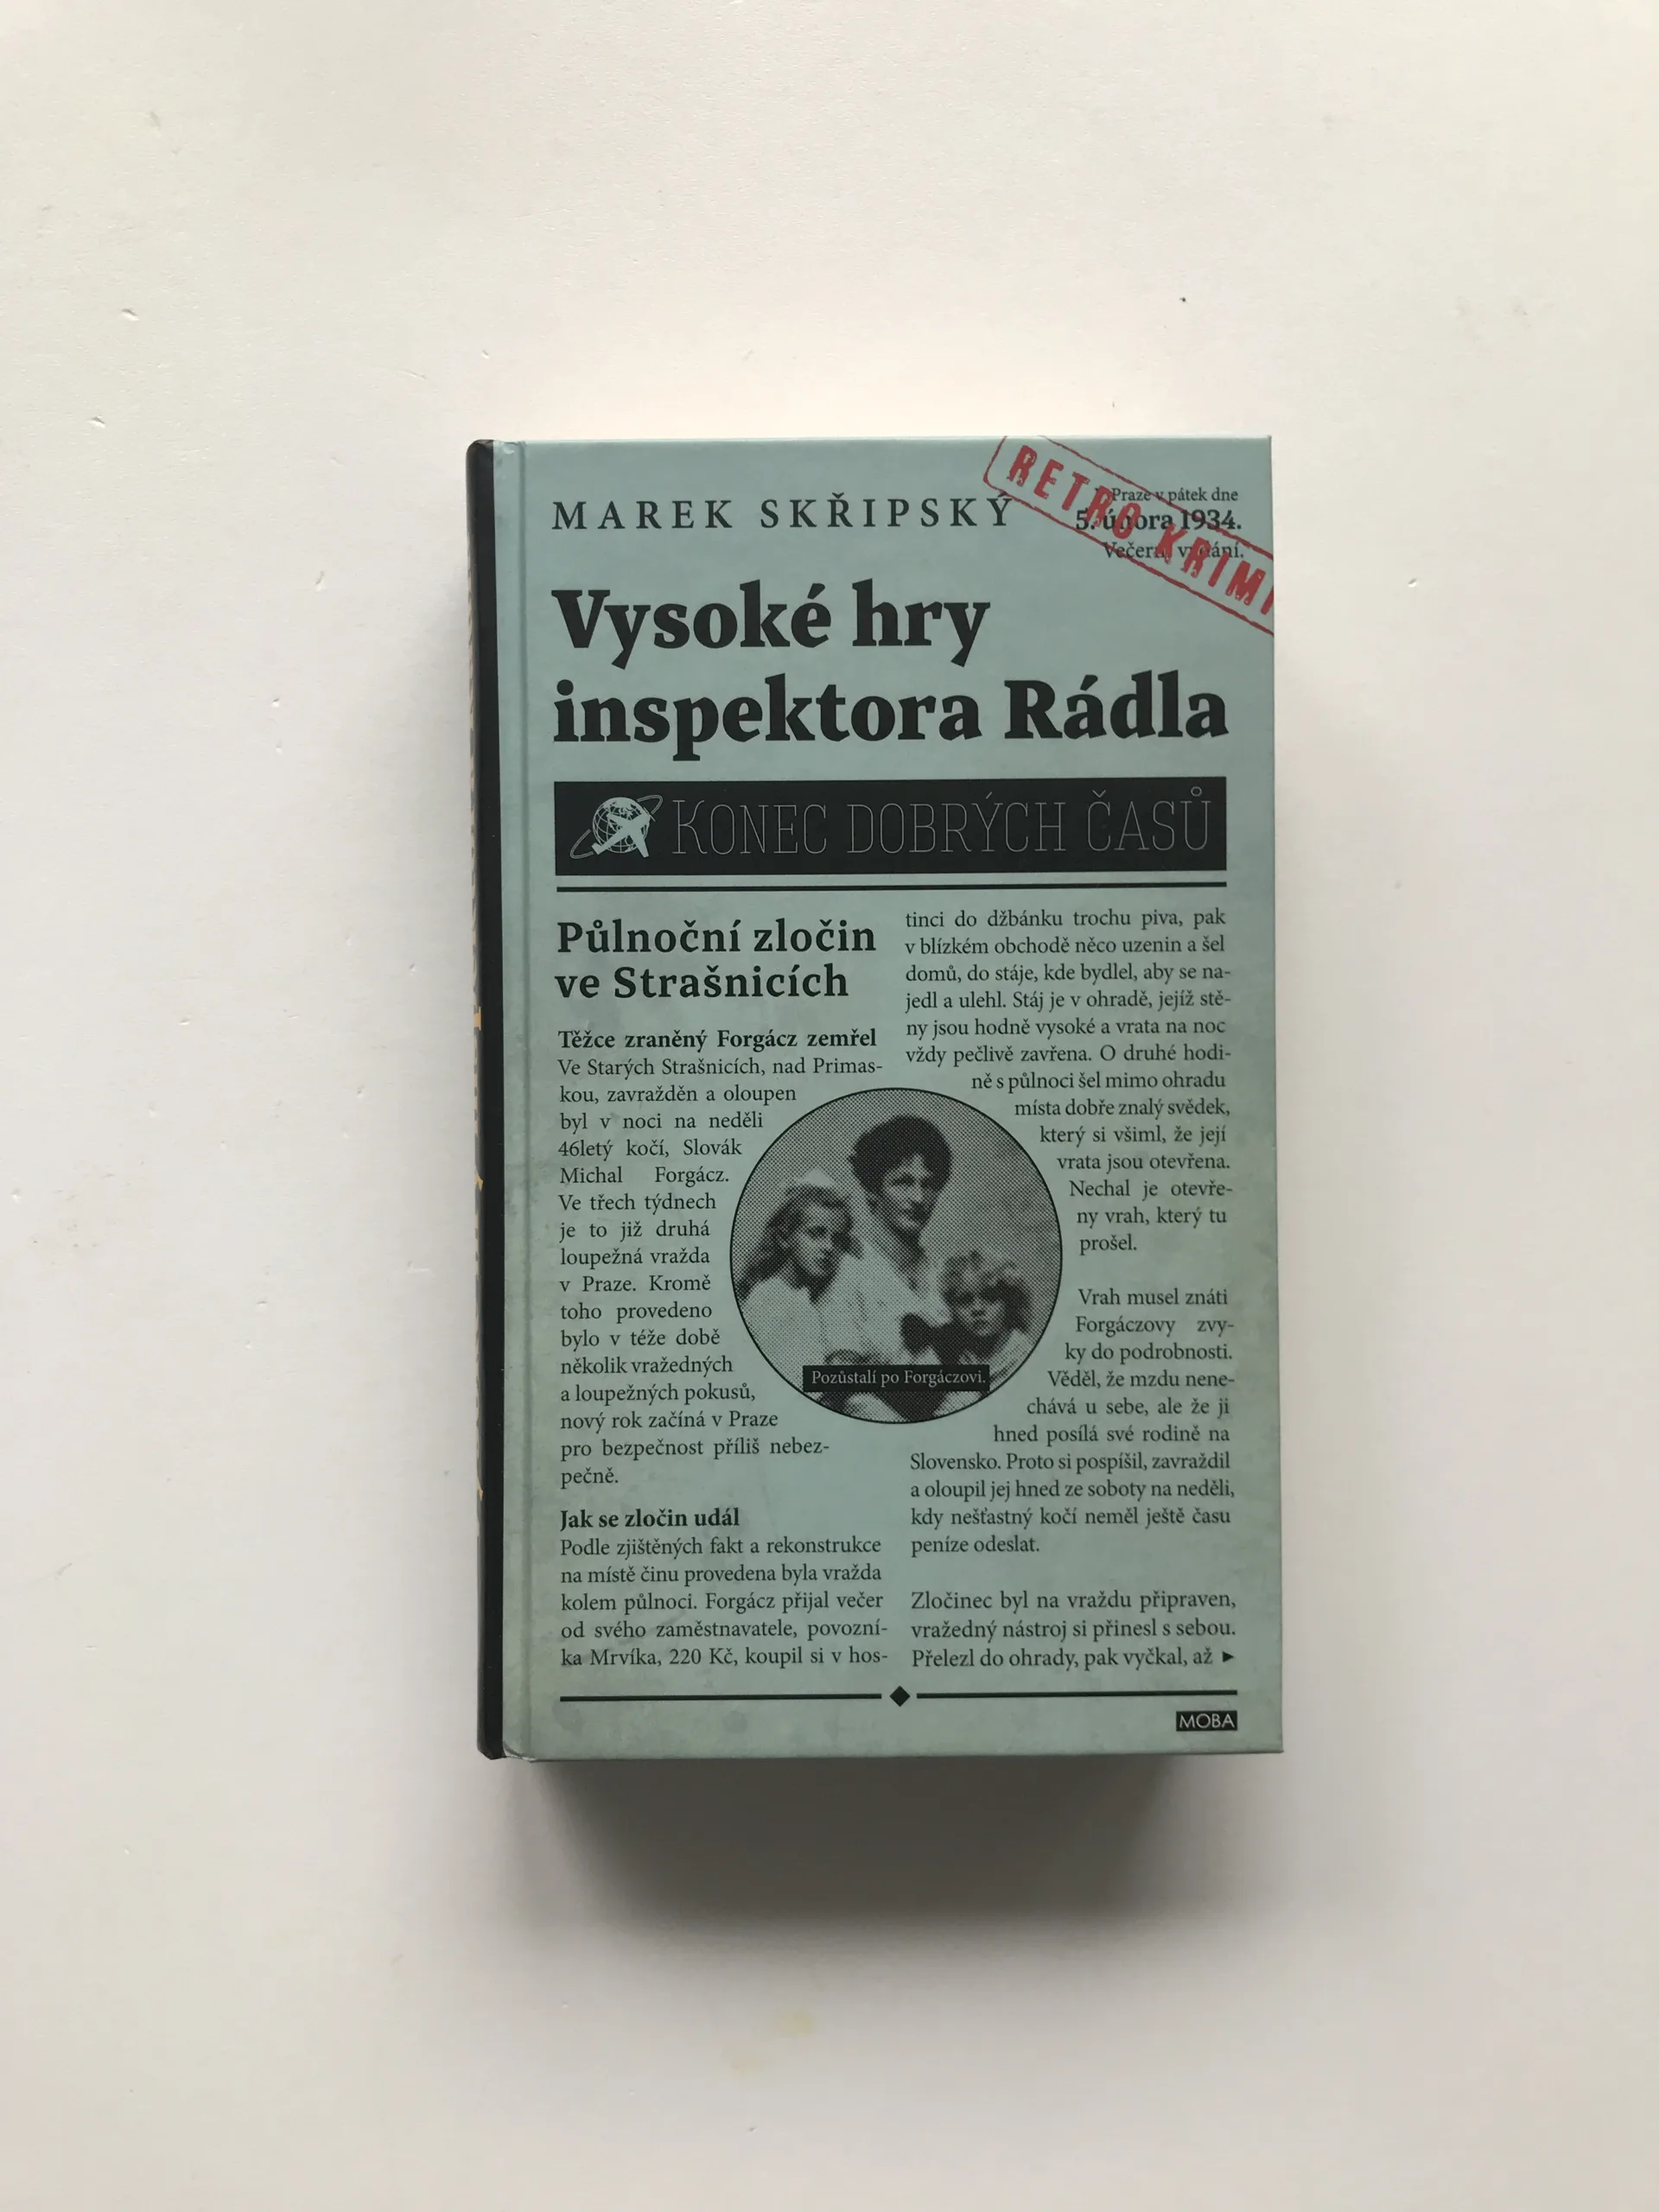 MAREK SKŘIPSKÝ
RETRO KRIMI
V Praze v pátek dne
5. února 1934.
Večerní vydání.
Vysoké hry
inspektora Rádla
KONEC DOBRÝCH ČASŮ
Půlnoční zločin
ve Strašnicích
Těžce zraněný Forgácz zemřel
Ve Starých Strašnicích, nad Primas-
kou, zavražděn a oloupen
byl v noci na neděli
46letý kočí, Slovák
Michal Forgácz.
Ve třech týdnech
je to již druhá
loupežná vražda
v Praze. Kromě
toho provedeno
bylo v téže době
několik vražedných
a loupežných pokusů,
nový rok začíná v Praze
pro bezpečnost příliš nebez-
pečně.
Jak se zločin udál
Podle zjištěných fakt a rekonstrukce
na místě činu provedena byla vražda
kolem půlnoci. Forgácz přijal večer
od svého zaměstnavatele, povozní-
ka Mrvíka, 220 Kč, koupil si v hos-
tinci do džbánku trochu piva, pak
v blízkém obchodě něco uzenin a šel
domů, do stáje, kde bydlel, aby se na-
jedl a ulehl. Stáj je v ohradě, jejíž stě-
ny jsou hodně vysoké a vrata na noc
vždy pečlivě zavřena. O druhé hodi-
ně s půlnoci šel mimo ohradu
místa dobře znalý svědek,
který si všiml, že její
vrata jsou otevřena.
Nechal je otevře-
ny vrah, který tu
prošel.
Vrah musel znáti
Forgáczovy zvy-
ky do podrobnosti.
Věděl, že mzdu nene-
chává u sebe, ale že ji
hned posílá své rodině na
Slovensko. Proto si pospíšil, zavraždil
a oloupil jej hned ze soboty na neděli,
kdy nešťastný kočí neměl ještě času
peníze odeslat.
Zločinec byl na vraždu připraven,
vražedný nástroj si přinesl s sebou.
Přelezl do ohrady, pak vyčkal, až ►
Pozůstalí po Forgáczovi.
MOBA